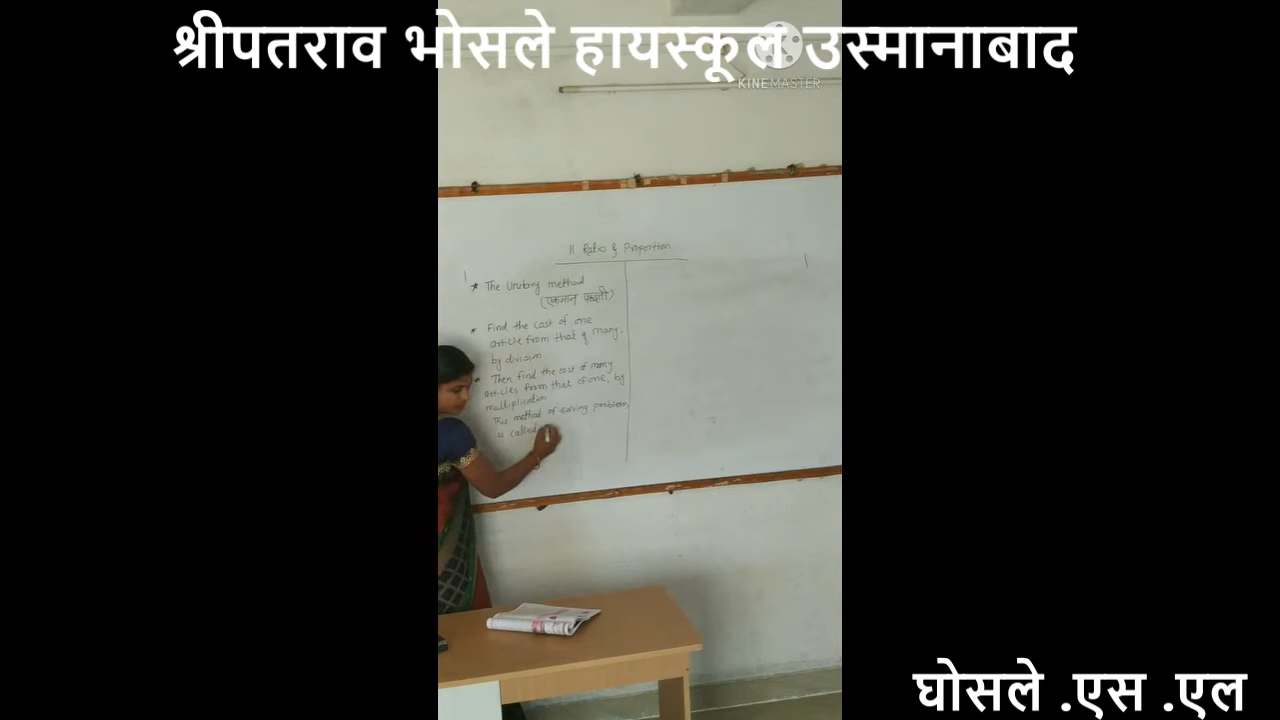 श्रीपतराव भोसले हायस्कूल उस्मानाबाद
KINEMASTER
11 Ratio & Proportion
* The Unitary method
(एकमान पद्धती)
* Find the cost of one
article from that of many.
by division
Then find the cost of many
articles from that of one, by
multiplication
This method of solving problem
is called
घोसले .एस .एल